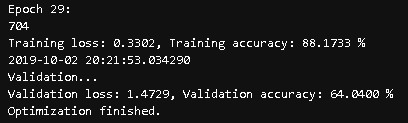 Epoch 29:
704
Training loss: 0.3302, Training accuracy: 88.1733 %
2019-10-02 20:21:53.034290
Validation...
Validation loss: 1.4729, Validation accuracy: 64.0400 %
Optimization finished.